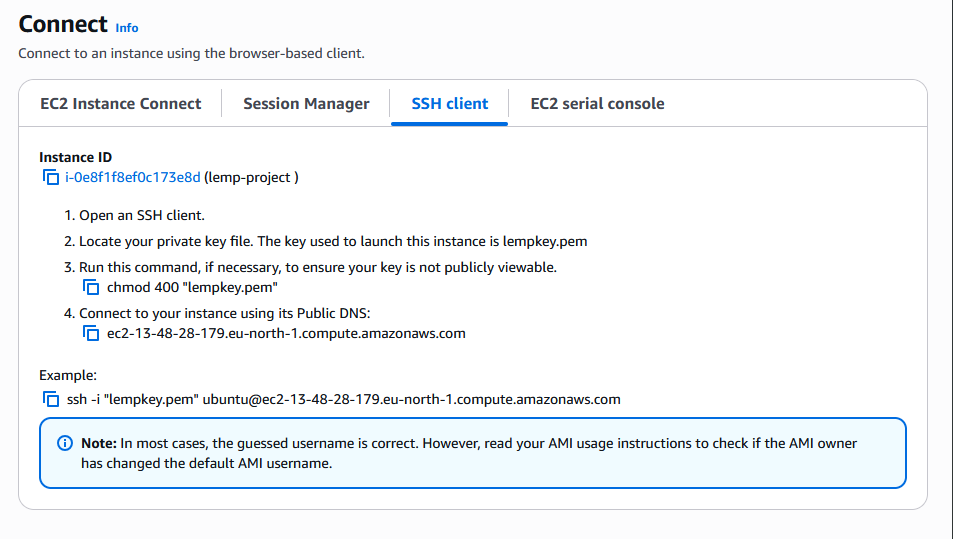 Connect Info
Connect to an instance using the browser-based client.
EC2 Instance Connect
Session Manager
SSH client
EC2 serial console
Instance ID
i-0e8f1f8ef0c173e8d (lemp-project )
1. Open an SSH client.
2. Locate your private key file. The key used to launch this instance is lempkey.pem
3. Run this command, if necessary, to ensure your key is not publicly viewable.
chmod 400 "lempkey.pem"
4. Connect to your instance using its Public DNS:
ec2-13-48-28-179.eu-north-1.compute.amazonaws.com
Example:
ssh -i "lempkey.pem" ubuntu@ec2-13-48-28-179.eu-north-1.compute.amazonaws.com
Note: In most cases, the guessed username is correct. However, read your AMI usage instructions to check if the AMI owner
has changed the default AMI username.